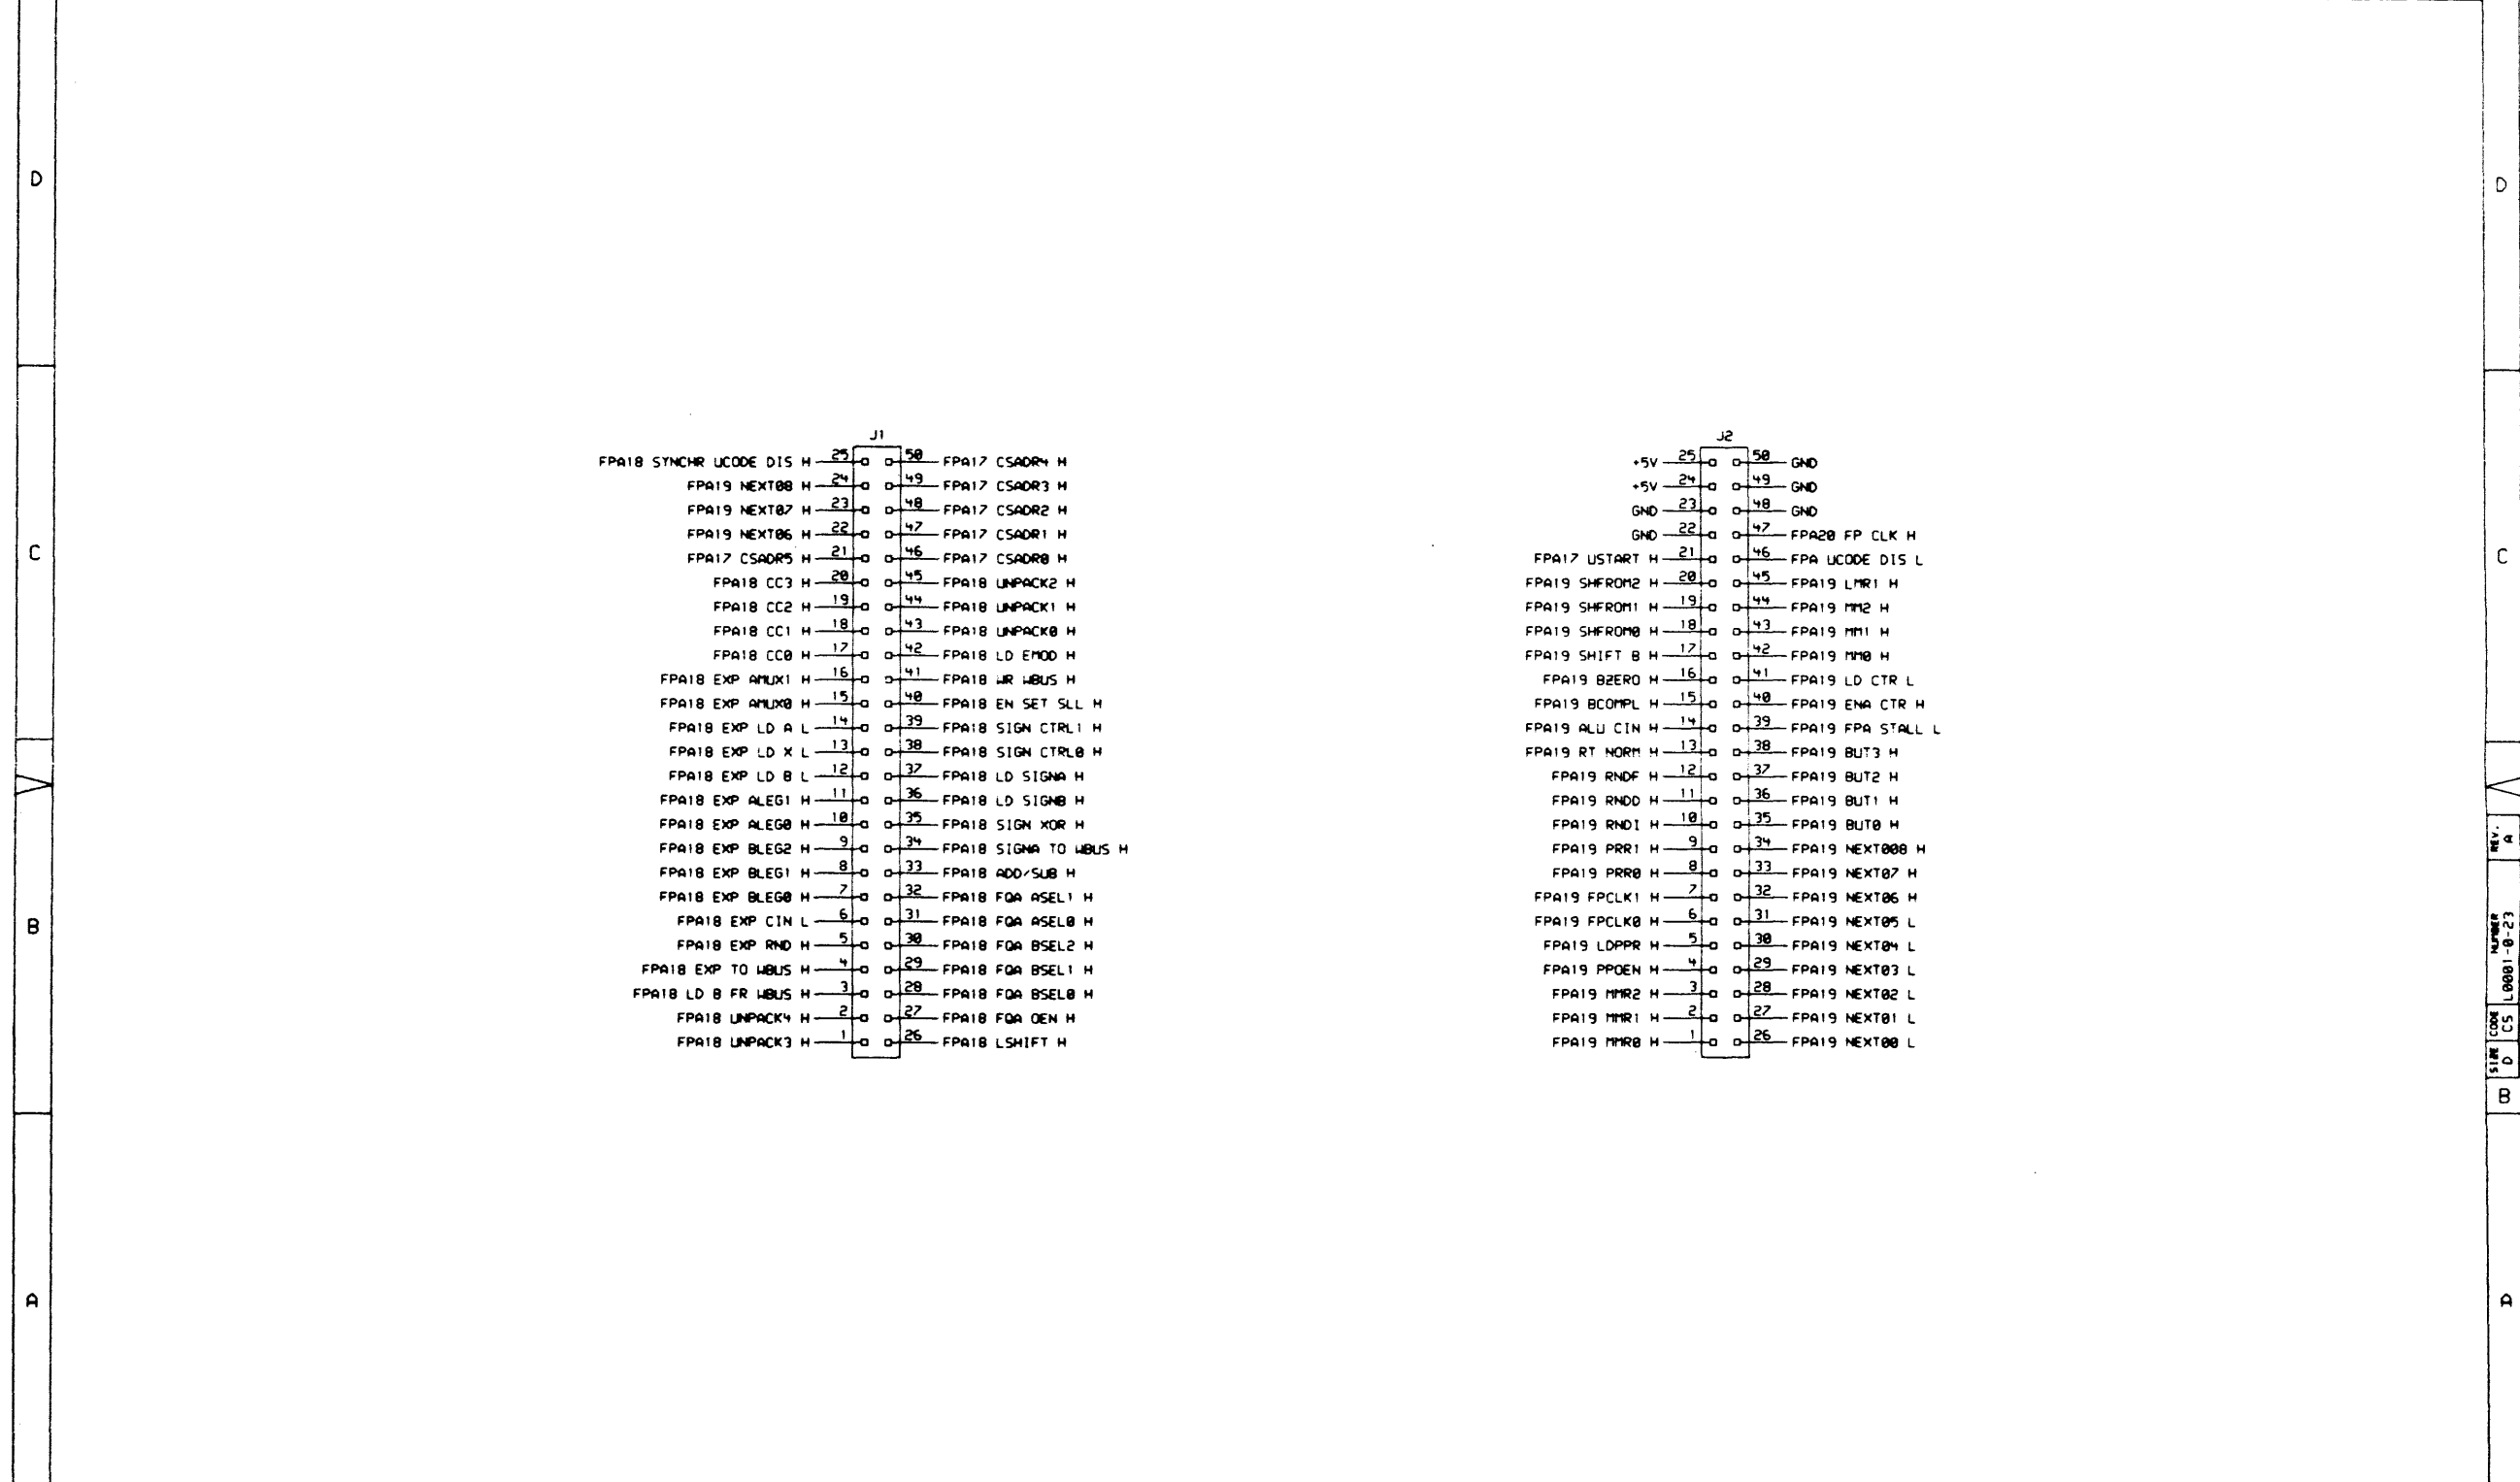 D
D
C
C
B
B
A
A
J1
FPA18 SYNCHR UCODE DIS H 25 50 FPA17 CSADR4 H
FPA19 NEXT08 H 24 49 FPA17 CSADR3 H
FPA19 NEXT07 H 23 48 FPA17 CSADR2 H
FPA19 NEXT06 H 22 47 FPA17 CSADR1 H
FPA17 CSADR5 H 21 46 FPA17 CSADR0 H
FPA18 CC3 H 20 45 FPA18 UNPACK2 H
FPA18 CC2 H 19 44 FPA18 UNPACK1 H
FPA18 CC1 H 18 43 FPA18 UNPACK0 H
FPA18 CC0 H 17 42 FPA18 LD EMOD H
FPA18 EXP AMUX1 H 16 41 FPA18 WR WBUS H
FPA18 EXP AMUX0 H 15 40 FPA18 EN SET SLL H
FPA18 EXP LD A L 14 39 FPA18 SIGN CTRL1 H
FPA18 EXP LD X L 13 38 FPA18 SIGN CTRL0 H
FPA18 EXP LD B L 12 37 FPA18 LD SIGNA H
FPA18 EXP ALEG1 H 11 36 FPA18 LD SIGNB H
FPA18 EXP ALEG0 H 10 35 FPA18 SIGN XOR H
FPA18 EXP BLEG2 H 9 34 FPA18 SIGNA TO WBUS H
FPA18 EXP BLEG1 H 8 33 FPA18 ADD/SUB H
FPA18 EXP BLEG0 H 7 32 FPA18 FQA ASEL1 H
FPA18 EXP CIN L 6 31 FPA18 FQA ASEL0 H
FPA18 EXP RND H 5 30 FPA18 FQA BSEL2 H
FPA18 EXP TO WBUS H 4 29 FPA18 FQA BSEL1 H
FPA18 LD B FR WBUS H 3 28 FPA18 FQA BSEL0 H
FPA18 UNPACK4 H 2 27 FPA18 FQA OEN H
FPA18 UNPACK3 H 1 26 FPA18 LSHIFT H
J2
+5V 25 50 GND
+5V 24 49 GND
GND 23 48 GND
GND 22 47 FPA20 FP CLK H
FPA17 USTART H 21 46 FPA UCODE DIS L
FPA19 SHFROM2 H 20 45 FPA19 LMR1 H
FPA19 SHFROM1 H 19 44 FPA19 MM2 H
FPA19 SHFROM0 H 18 43 FPA19 MM1 H
FPA19 SHIFT B H 17 42 FPA19 MM0 H
FPA19 BZERO H 16 41 FPA19 LD CTR L
FPA19 BCOMPL H 15 40 FPA19 ENA CTR H
FPA19 ALU CIN H 14 39 FPA19 FPA STALL L
FPA19 RT NORM H 13 38 FPA19 BUT3 H
FPA19 RNDF H 12 37 FPA19 BUT2 H
FPA19 RNDD H 11 36 FPA19 BUT1 H
FPA19 RNDI H 10 35 FPA19 BUT0 H
FPA19 PRR1 H 9 34 FPA19 NEXT008 H
FPA19 PRR0 H 8 33 FPA19 NEXT07 H
FPA19 FPCLK1 H 7 32 FPA19 NEXT06 H
FPA19 FPCLK0 H 6 31 FPA19 NEXT05 L
FPA19 LDPPR H 5 30 FPA19 NEXT04 L
FPA19 PPOEN H 4 29 FPA19 NEXT03 L
FPA19 MMR2 H 3 28 FPA19 NEXT02 L
FPA19 MMR1 H 2 27 FPA19 NEXT01 L
FPA19 MMR0 H 1 26 FPA19 NEXT00 L
SIZE CODE NUMBER REV.
D CS L0001-0-23 A